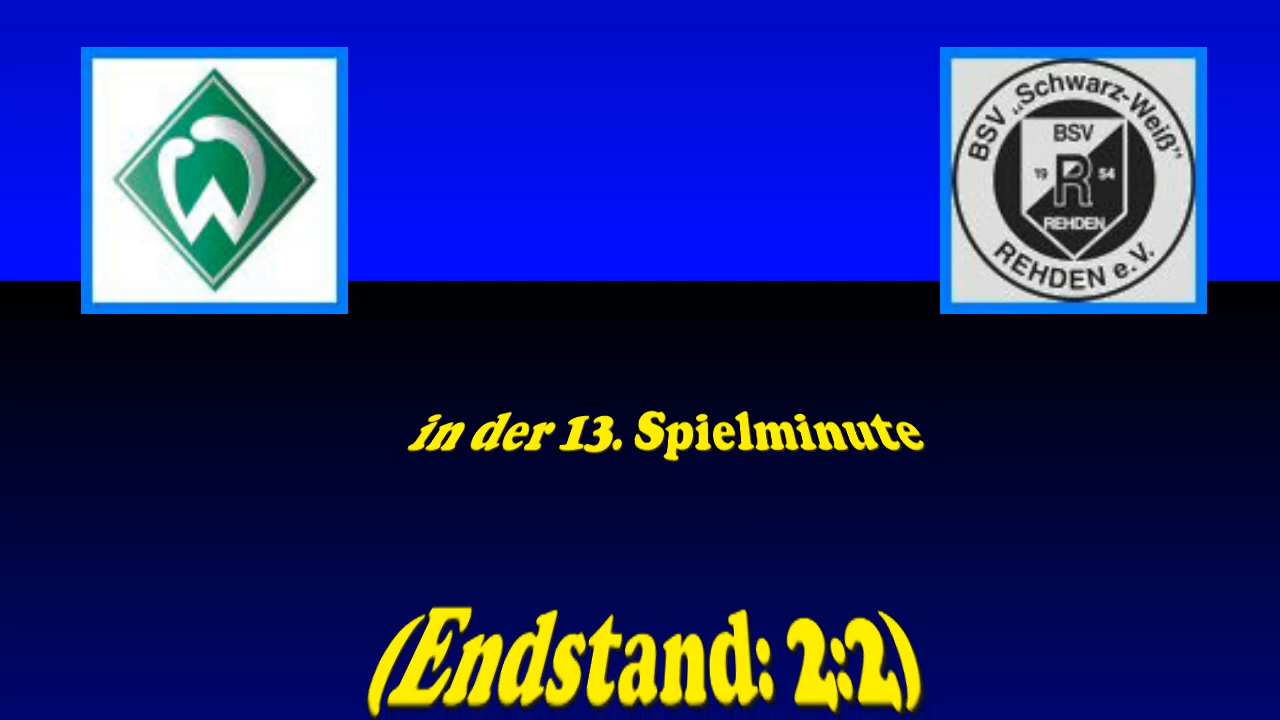 W
BSV „Schwarz-Weiß"
BSV
19 R 54
REHDEN
REHDEN e.V.
in der 13. Spielminute
(Endstand: 2:2)